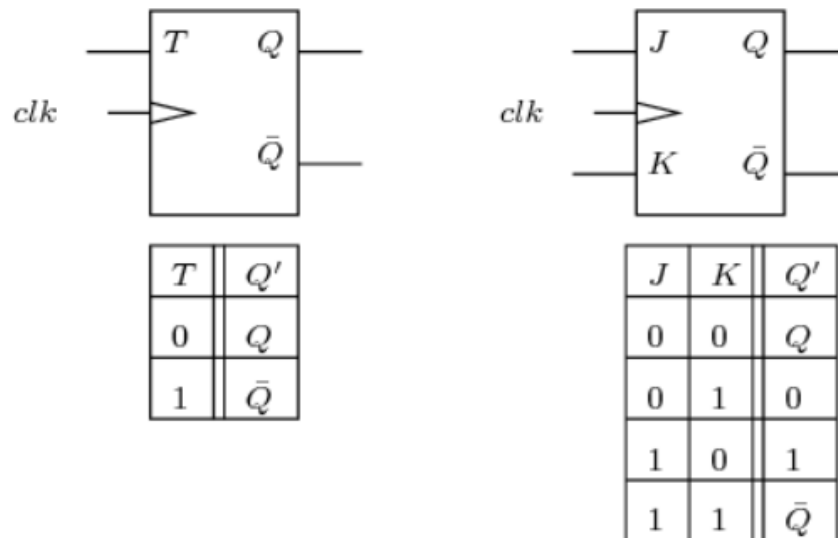 T Q
clk
Q̄
J Q
clk
K Q̄
T Q′
0 Q
1 Q̄
J K Q′
0 0 Q
0 1 0
1 0 1
1 1 Q̄